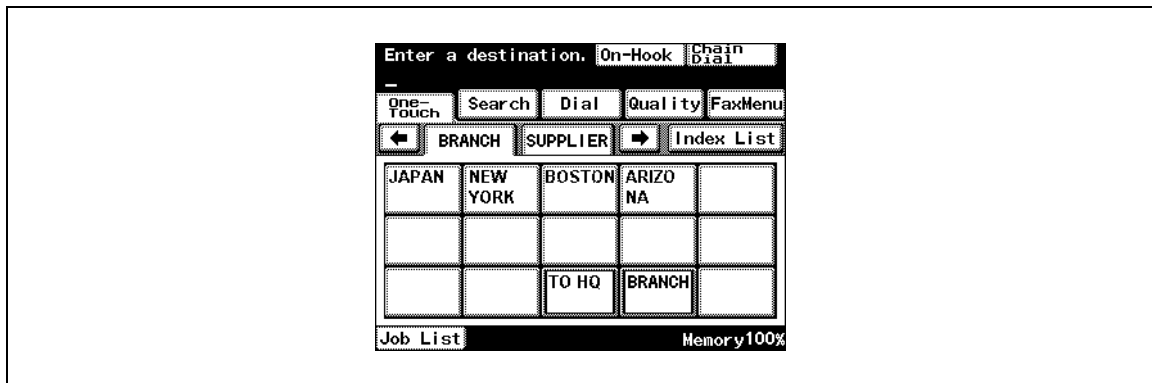 Enter a destination. On-Hook Chain Dial
One-Touch Search Dial Quality FaxMenu
BRANCH SUPPLIER Index List
JAPAN NEW YORK BOSTON ARIZO NA
TO HQ BRANCH
Job List Memory100%